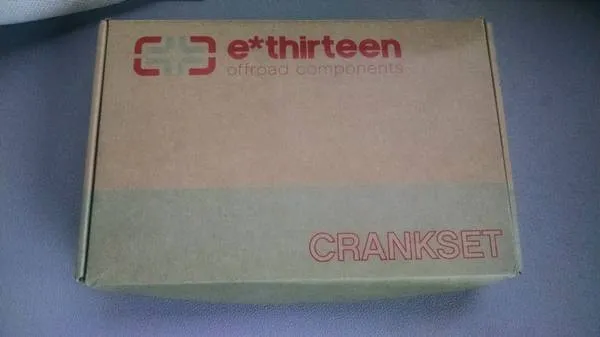 e*thirteen
offroad components
CRANKSET